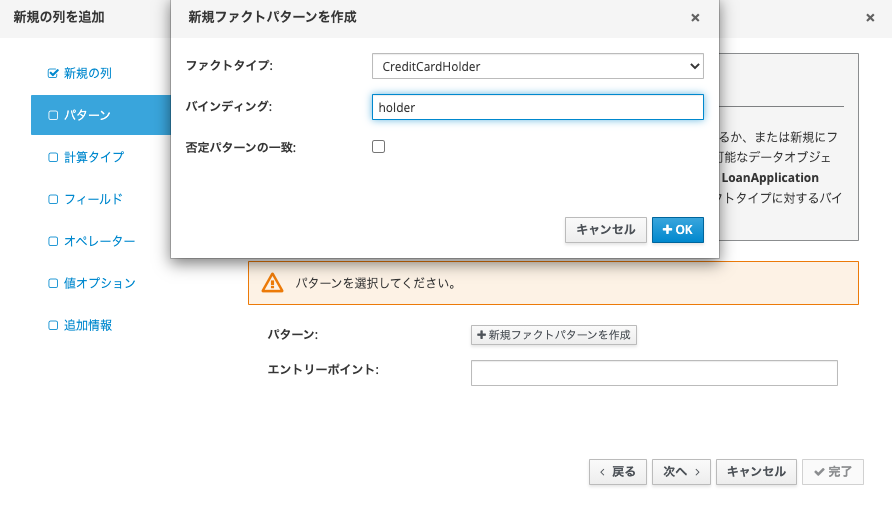 新規の列を追加
新規ファクトパターンを作成
ファクトタイプ:
CreditCardHolder
バインディング:
holder
否定パターンの一致:
キャンセル
OK
新規の列
パターン
計算タイプ
フィールド
オペレーター
値オプション
追加情報
るか、または新規にフ
可能なデータオブジェ
LoanApplication
クトタイプに対するバイ
パターンを選択してください。
パターン:
新規ファクトパターンを作成
エントリーポイント:
戻る
次へ
キャンセル
完了